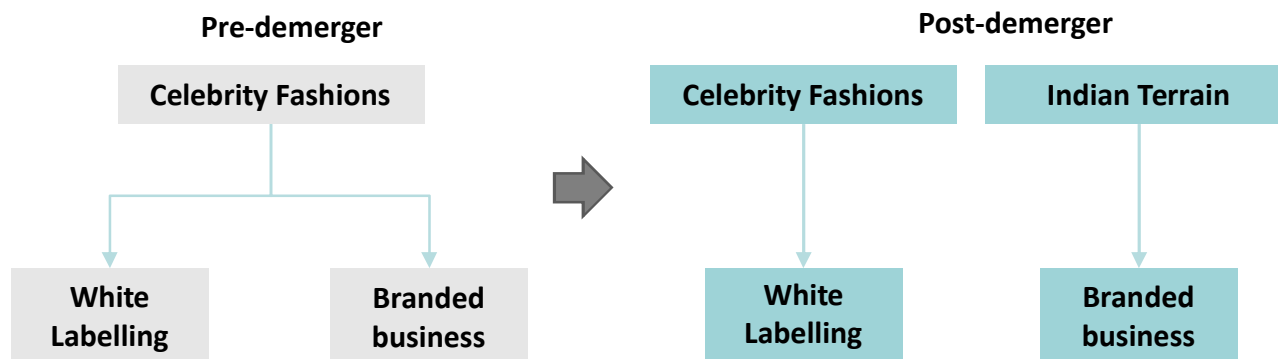 Pre-demerger
Celebrity Fashions
White
Labelling
Branded
business
Post-demerger
Celebrity Fashions
Indian Terrain
White
Labelling
Branded
business